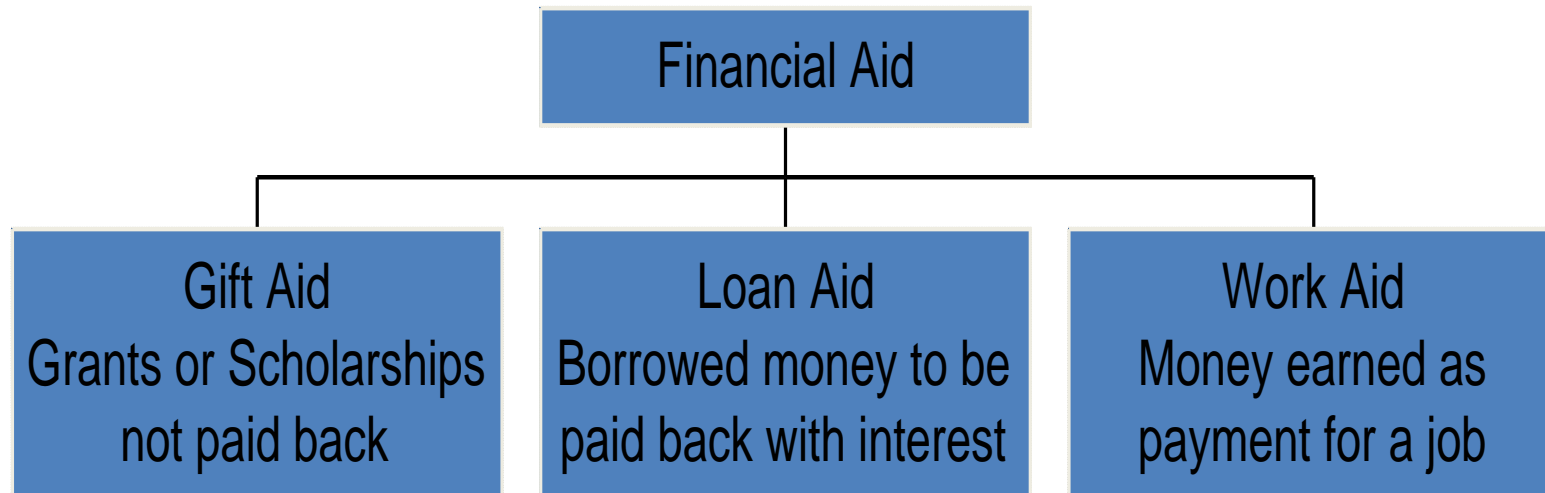 Financial Aid
Gift Aid
Grants or Scholarships
not paid back
Loan Aid
Borrowed money to be
paid back with interest
Work Aid
Money earned as
payment for a job